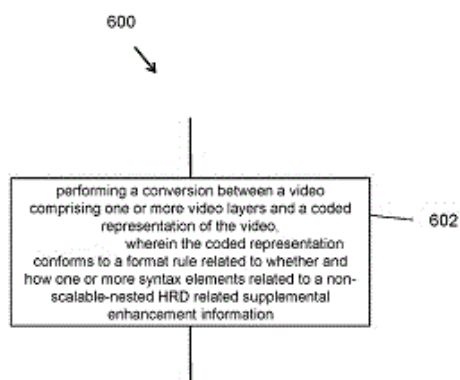 600
performing a conversion between a video
comprising one or more video layers and a coded
representation of the video,
wherein the coded representation
conforms to a format rule related to whether and
how one or more syntax elements related to a non-
scalable-nested HRD related supplemental
enhancement information
602